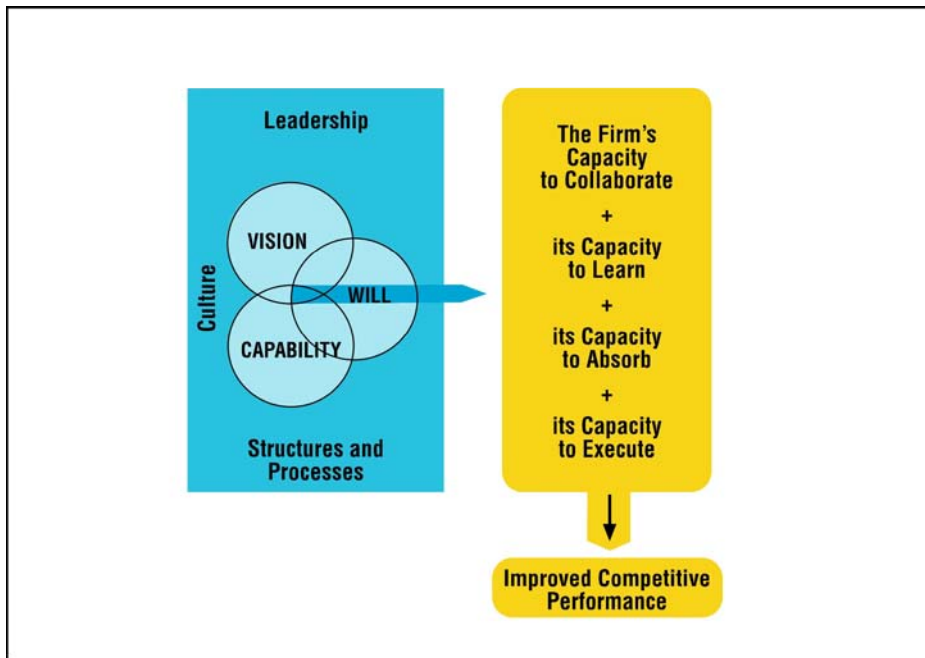 Leadership
VISION
WILL
Culture
CAPABILITY
Structures and
Processes
The Firm's
Capacity
to Collaborate
+
its Capacity
to Learn
+
its Capacity
to Absorb
+
its Capacity
to Execute
Improved Competitive
Performance